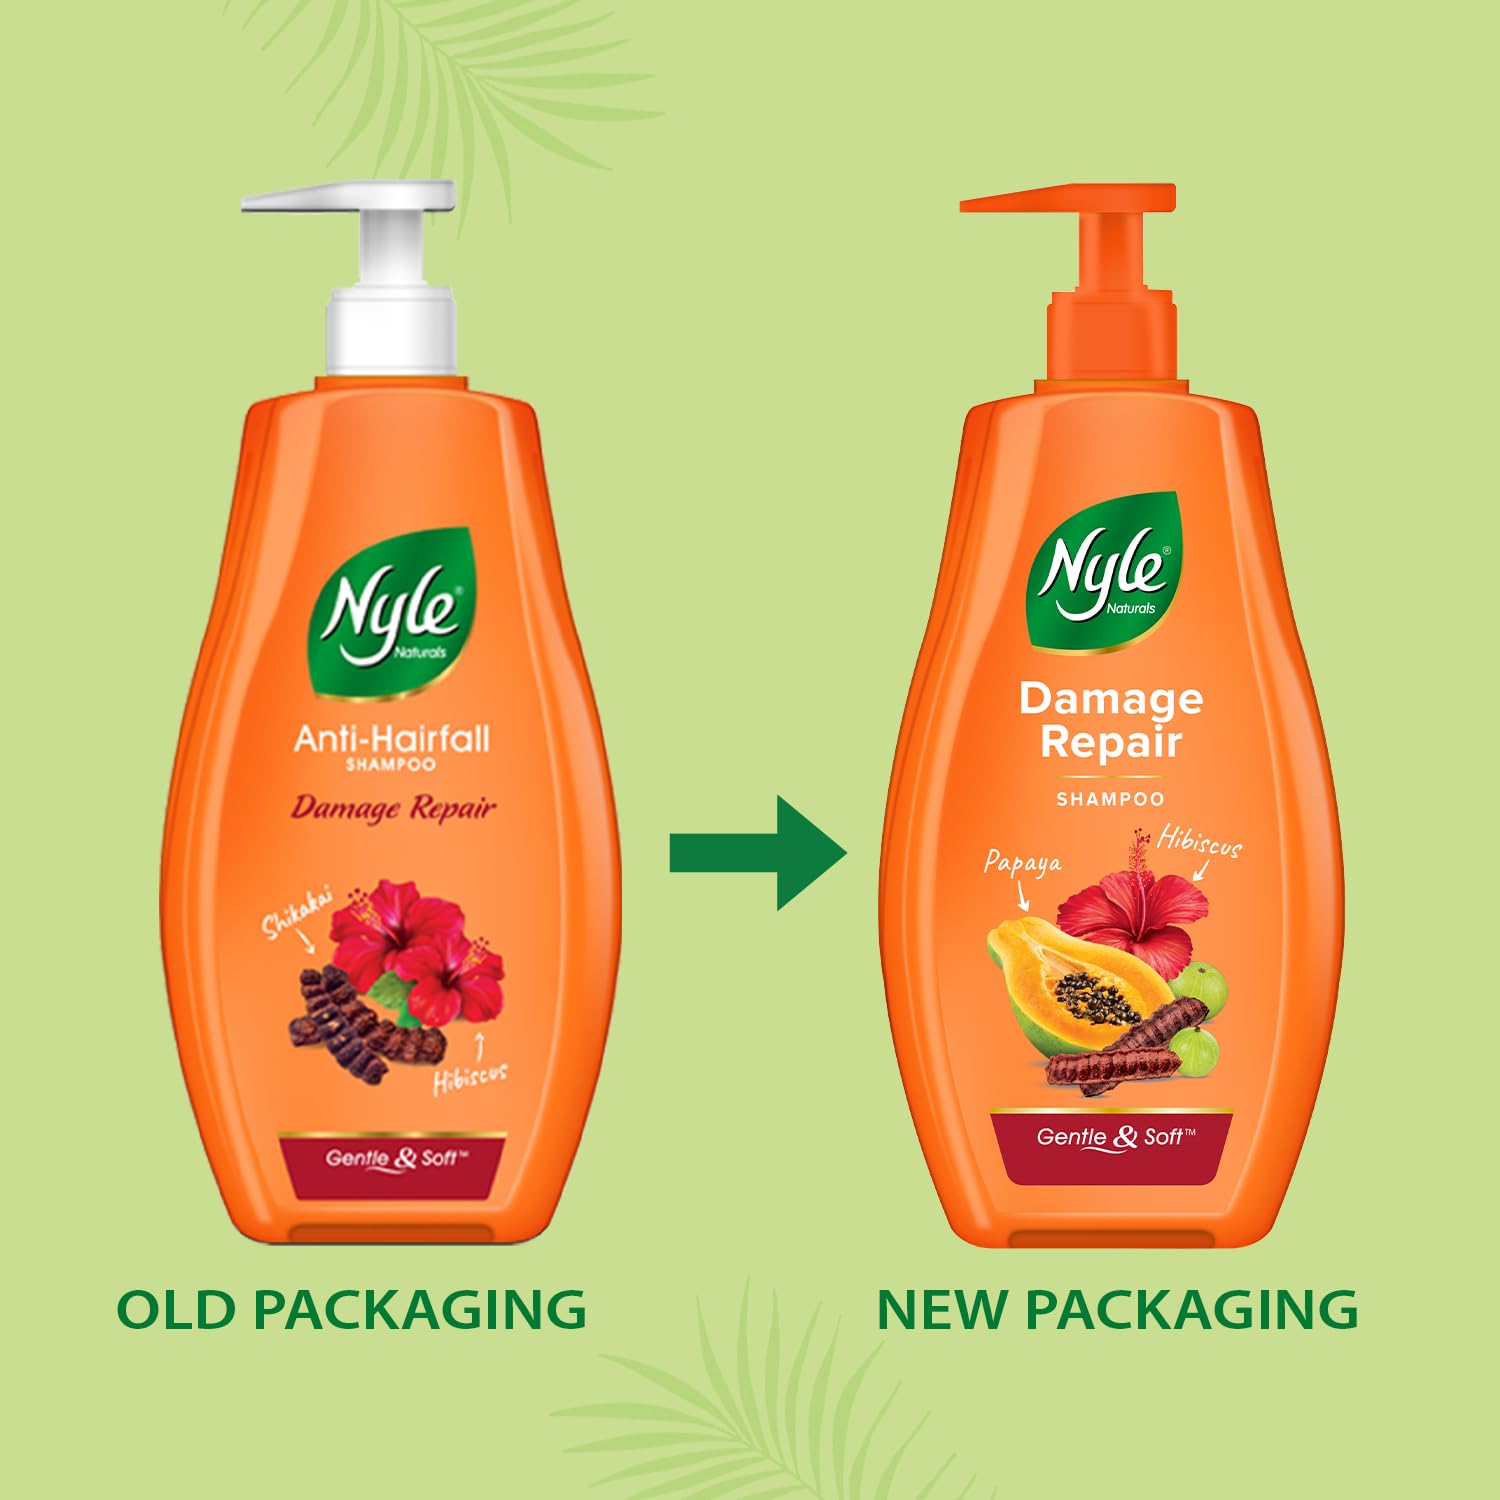 Nyle®
Naturals
Anti-Hairfall
SHAMPOO
Damage Repair
Shikakai
Hibiscus
Gentle & Soft™
OLD PACKAGING
Nyle®
Naturals
Damage
Repair
SHAMPOO
Papaya
Hibiscus
Gentle & Soft™
NEW PACKAGING